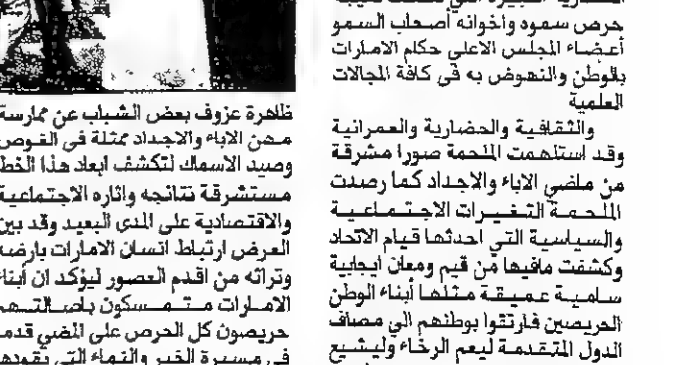 حرص سموه واخوانه أصحاب السمو
أعضاء المجلس الاعلى حكام الامارات
بالوطن والنهوض به في كافة المجالات
العلمية
والثقافية والحضارية والعمرانية
وقد استلهمت الملحمة صورا مشرقة
من ماضي الاباء والاجداد كما رصدت
الملحمة التغيرات الاجتماعية
والسياسية التي احدثها قيام الاتحاد
وكشفت مافيها من قيم ومعان ايجابية
سامية عميقة مثلها أبناء الوطن
الحريصين فارتقوا بوطنهم الي مصاف
الدول المتقدمة ليعم الرخاء وليشيع
ظاهرة عزوف بعض الشباب عن ممارسة
مهن الاباء والاجداد ممثلة في الغوص
وصيد الاسماك لتكشف ابعاد هذا الخط
مستشرقة نتائجه واثاره الاجتماعية
والاقتصادية على المدى البعيد وقد بين
العرض ارتباط انسان الامارات بارضه
وتراثه من اقدم العصور ليؤكد ان أبناء
الامارات متمسكون باصالتهم
حريصون كل الحرص على المضي قدما
في مسيرة الخير والنماء التي يقودها